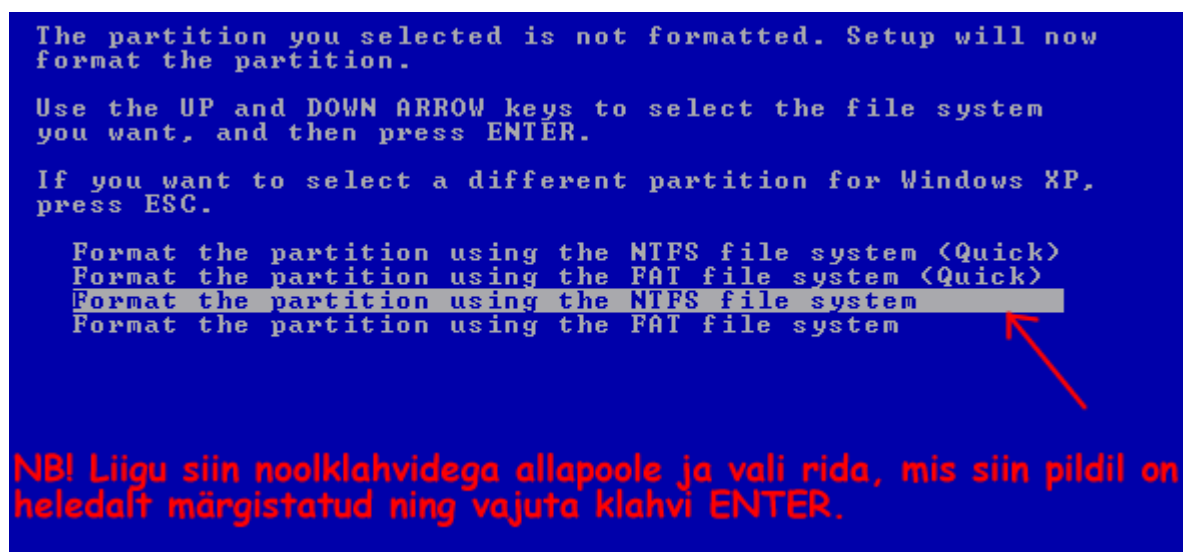 The partition you selected is not formatted. Setup will now
format the partition.
Use the UP and DOWN ARROW keys to select the file system
you want, and then press ENTER.
If you want to select a different partition for Windows XP,
press ESC.
Format the partition using the NTFS file system (Quick)
Format the partition using the FAT file system (Quick)
Format the partition using the NTFS file system
Format the partition using the FAT file system
NB! Liigu siin noolklahvidega allapoole ja vali rida, mis siin pildil on
heledalt märgistatud ning vajuta klahvi ENTER.